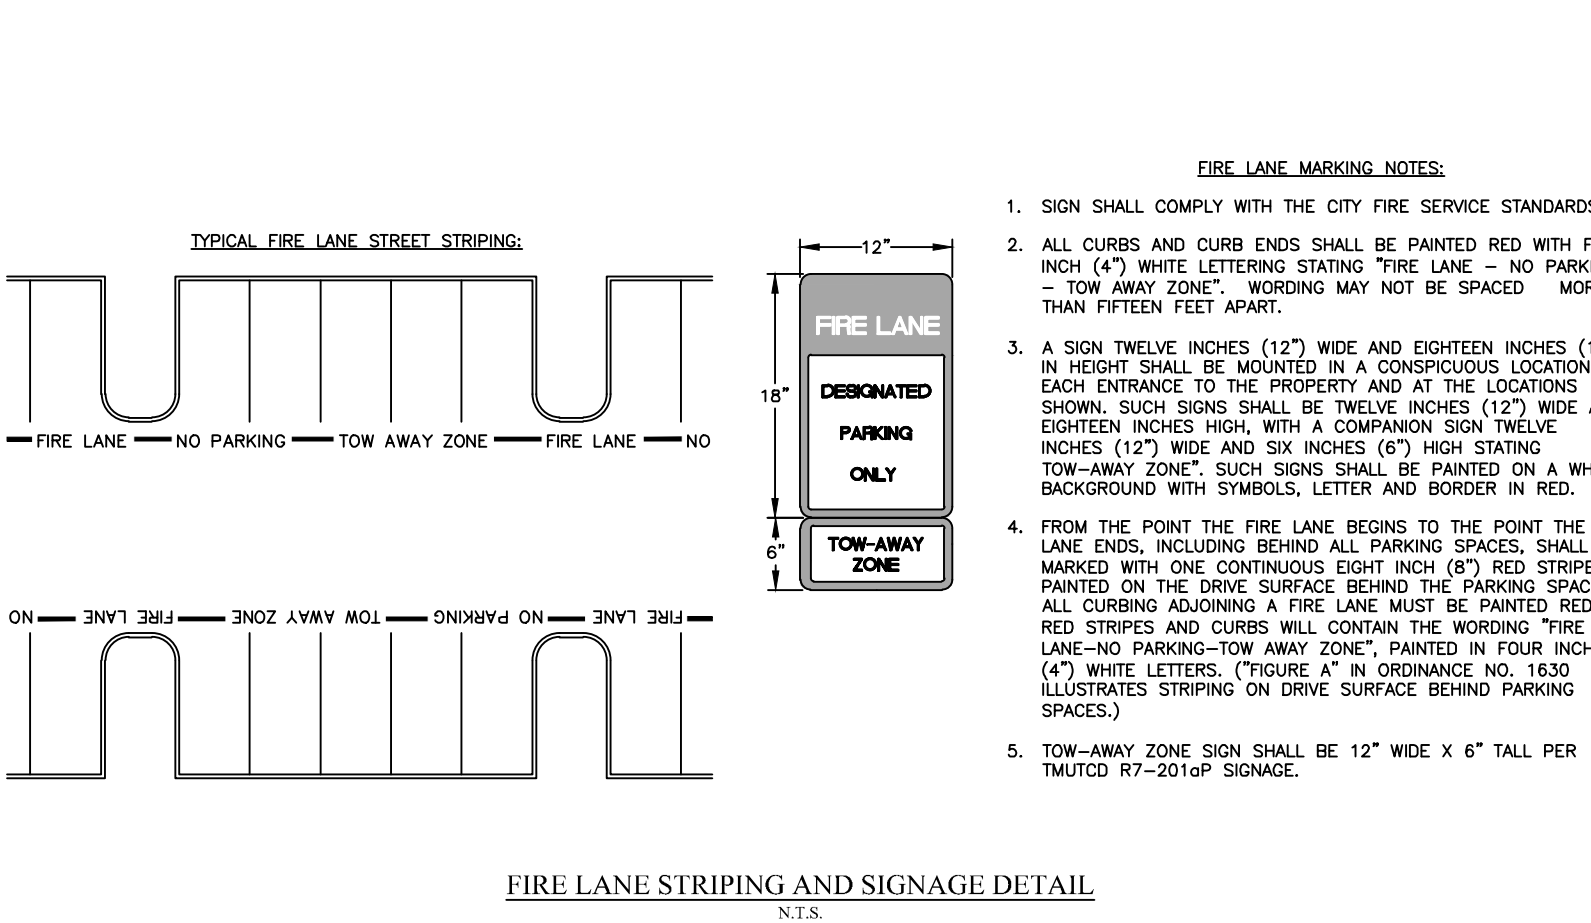 TYPICAL FIRE LANE STREET STRIPING:
FIRE LANE NO PARKING TOW AWAY ZONE FIRE LANE NO
NO FIRE LANE TOW AWAY ZONE NO PARKING FIRE LANE
12"
18"
6"
FIRE LANE
DESIGNATED
PARKING
ONLY
TOW-AWAY
ZONE
FIRE LANE MARKING NOTES:
1. SIGN SHALL COMPLY WITH THE CITY FIRE SERVICE STANDARDS
2. ALL CURBS AND CURB ENDS SHALL BE PAINTED RED WITH F
INCH (4") WHITE LETTERING STATING "FIRE LANE – NO PARK
– TOW AWAY ZONE". WORDING MAY NOT BE SPACED MOR
THAN FIFTEEN FEET APART.
3. A SIGN TWELVE INCHES (12") WIDE AND EIGHTEEN INCHES (1
IN HEIGHT SHALL BE MOUNTED IN A CONSPICUOUS LOCATION
EACH ENTRANCE TO THE PROPERTY AND AT THE LOCATIONS
SHOWN. SUCH SIGNS SHALL BE TWELVE INCHES (12") WIDE A
EIGHTEEN INCHES HIGH, WITH A COMPANION SIGN TWELVE
INCHES (12") WIDE AND SIX INCHES (6") HIGH STATING
TOW–AWAY ZONE". SUCH SIGNS SHALL BE PAINTED ON A WH
BACKGROUND WITH SYMBOLS, LETTER AND BORDER IN RED.
4. FROM THE POINT THE FIRE LANE BEGINS TO THE POINT THE
LANE ENDS, INCLUDING BEHIND ALL PARKING SPACES, SHALL
MARKED WITH ONE CONTINUOUS EIGHT INCH (8") RED STRIPE
PAINTED ON THE DRIVE SURFACE BEHIND THE PARKING SPAC
ALL CURBING ADJOINING A FIRE LANE MUST BE PAINTED RED
RED STRIPES AND CURBS WILL CONTAIN THE WORDING "FIRE
LANE–NO PARKING–TOW AWAY ZONE", PAINTED IN FOUR INCH
(4") WHITE LETTERS. ("FIGURE A" IN ORDINANCE NO. 1630
ILLUSTRATES STRIPING ON DRIVE SURFACE BEHIND PARKING
SPACES.)
5. TOW–AWAY ZONE SIGN SHALL BE 12" WIDE X 6" TALL PER
TMUTCD R7–201aP SIGNAGE.
FIRE LANE STRIPING AND SIGNAGE DETAIL
N.T.S.